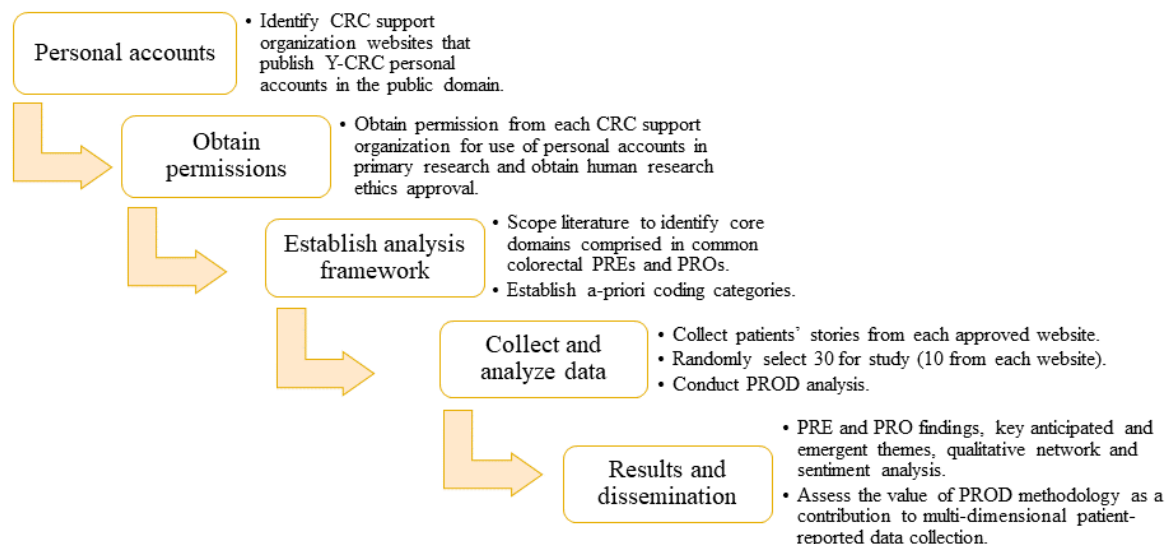 Personal accounts
• Identify CRC support
organization websites that
publish Y-CRC personal
accounts in the public domain.
Obtain
permissions
• Obtain permission from each CRC support
organization for use of personal accounts in
primary research and obtain human research
ethics approval.
Establish analysis
framework
• Scope literature to identify core
domains comprised in common
colorectal PREs and PROs.
• Establish a-priori coding categories.
Collect and
analyze data
• Collect patients’ stories from each approved website.
• Randomly select 30 for study (10 from each website).
• Conduct PROD analysis.
Results and
dissemination
• PRE and PRO findings, key anticipated and
emergent themes, qualitative network and
sentiment analysis.
• Assess the value of PROD methodology as a
contribution to multi-dimensional patient-
reported data collection.